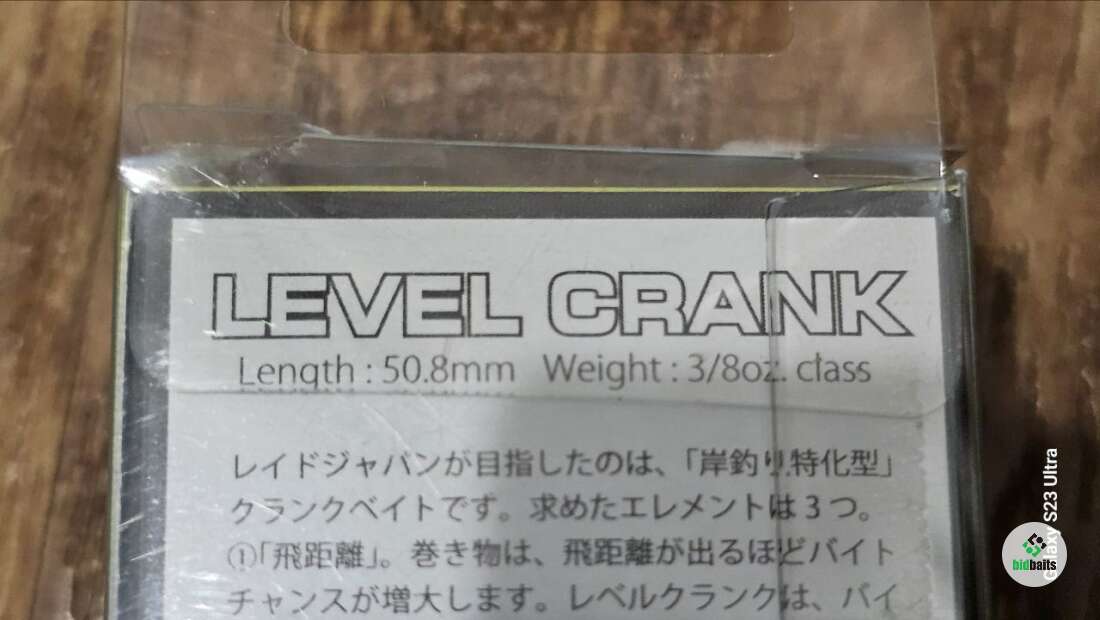 LEVEL CRANK
Length : 50.8mm Weight : 3/8oz. class
レイドジャパンが目指したのは、「岸釣り特化型」
クランクベイトです。求めたエレメントは3つ。
①「飛距離」。巻き物は、飛距離が出るほどバイト
チャンスが増大します。レベルクランクは、バイ
Galaxy S23 Ultra
bidbaits